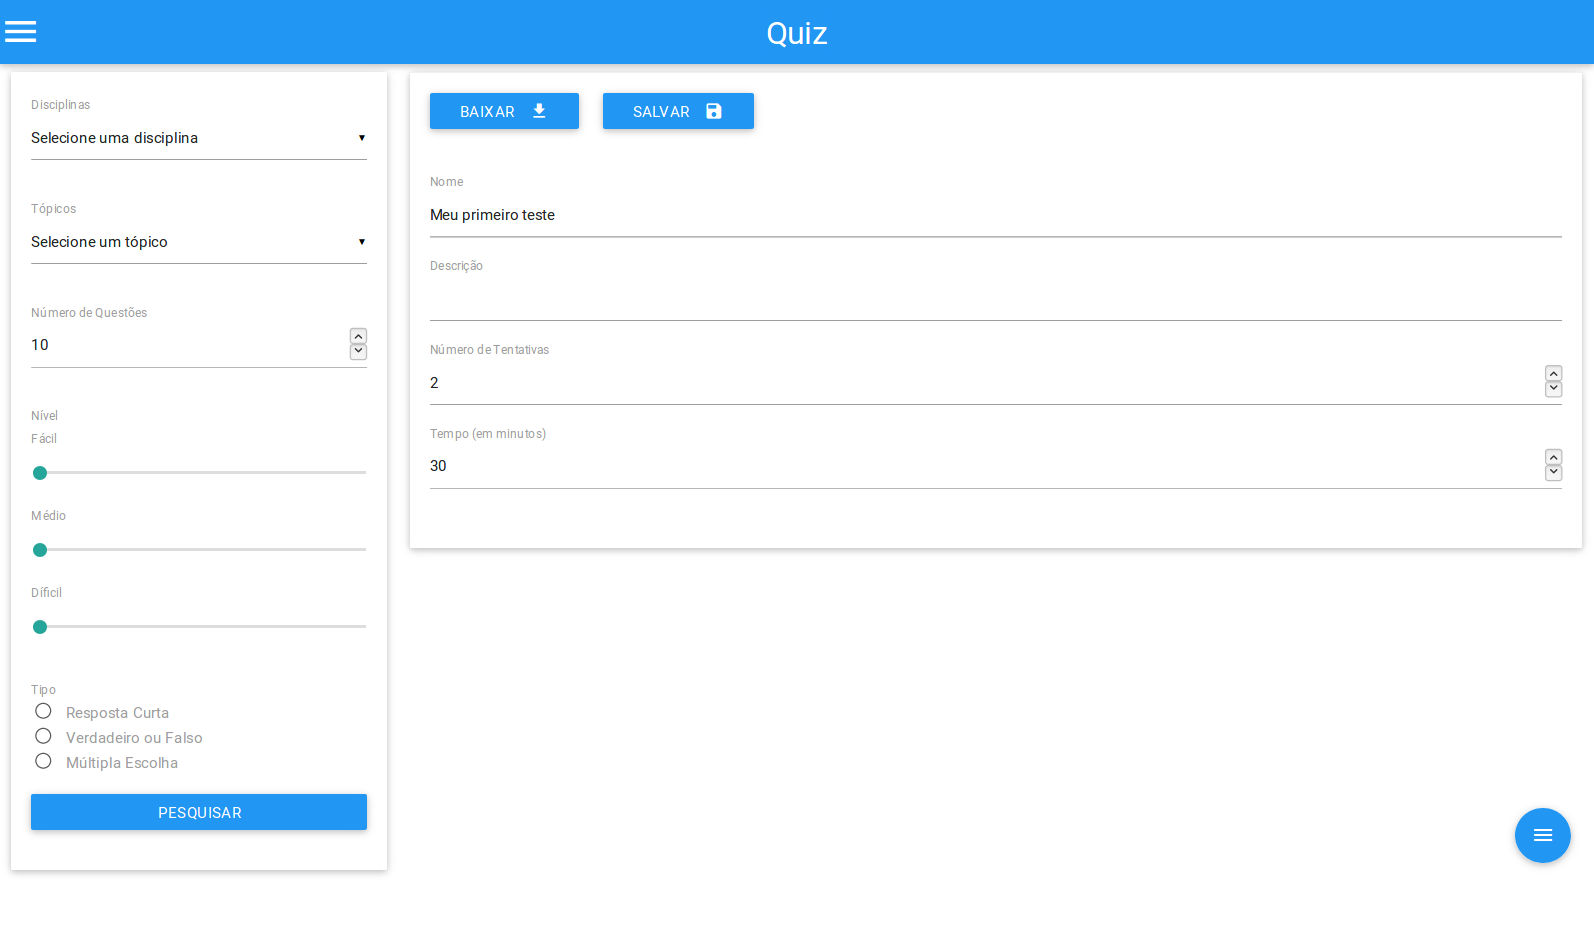 Quiz
Disciplinas
Selecione uma disciplina
Tópicos
Selecione um tópico
Número de Questões
10
Nível
Fácil
Médio
Díficil
Tipo
Resposta Curta
Verdadeiro ou Falso
Múltipla Escolha
PESQUISAR
BAIXAR SALVAR
Nome
Meu primeiro teste
Descrição
Número de Tentativas
2
Tempo (em minutos)
30